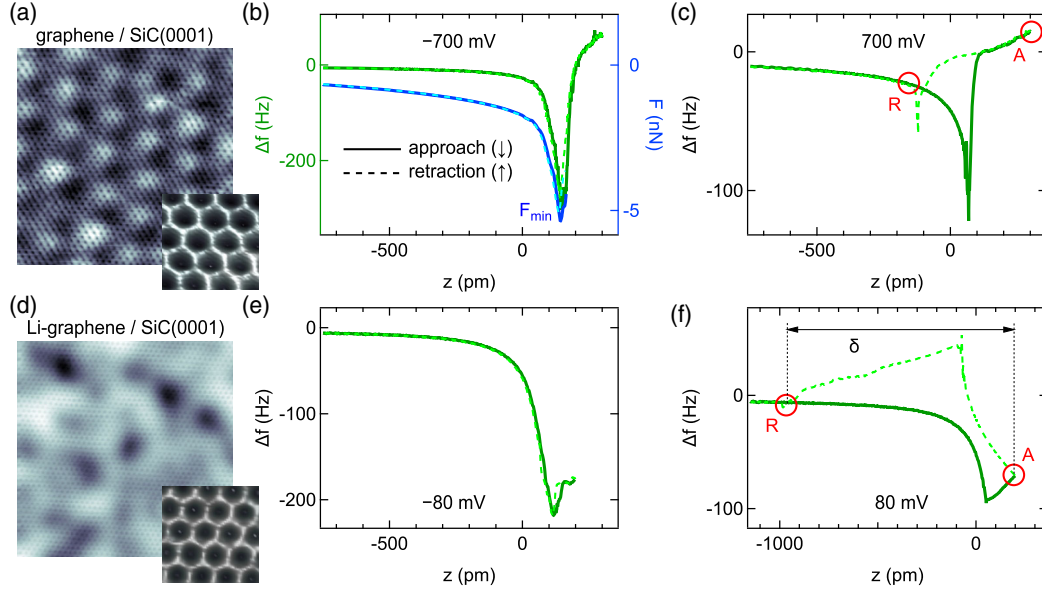 (a)
graphene / SiC(0001)
(b)
−700 mV
0
-200
Δf (Hz)
0
-5
F (nN)
approach (↓)
retraction (↑)
F_min
-500
0
z (pm)
(c)
700 mV
A
R
0
-100
Δf (Hz)
-500
0
z (pm)
(d)
Li-graphene / SiC(0001)
(e)
0
-100
-200
Δf (Hz)
−80 mV
-500
0
z (pm)
(f)
δ
0
-100
Δf (Hz)
R
A
80 mV
-1000
-500
0
z (pm)